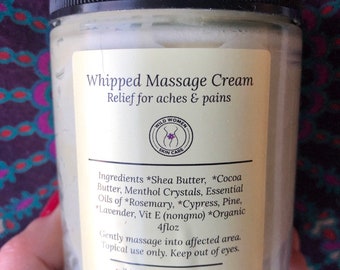 Whipped Massage Cream
Relief for aches & pains
WILD WOMEN
SKIN CARE
Ingredients *Shea Butter, *Cocoa
Butter, Menthol Crystals, Essential
Oils of *Rosemary, *Cypress, Pine,
*Lavender, Vit E (nongmo) *Organic
4floz
Gently massage into affected area.
Topical use only. Keep out of eyes.